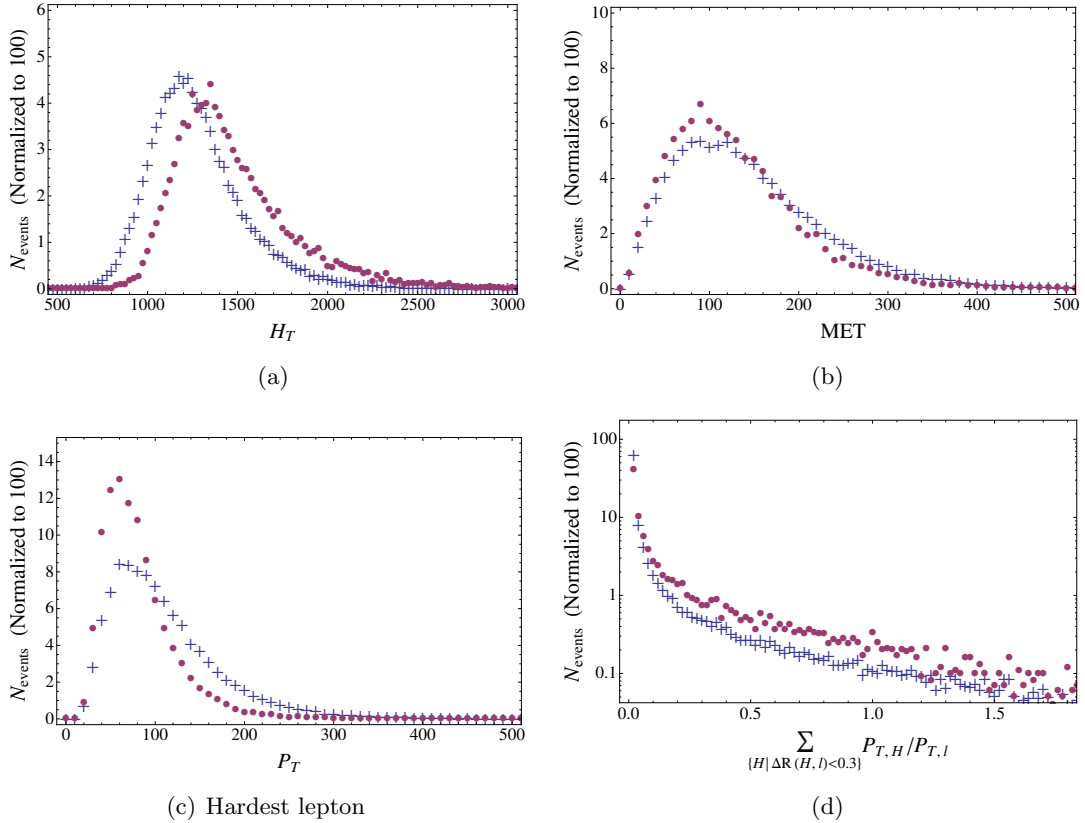 6
5
4
3
2
1
0
N_events (Normalized to 100)
500 1000 1500 2000 2500 3000
H_T
(a)
10
8
6
4
2
0
N_events (Normalized to 100)
0 100 200 300 400 500
MET
(b)
14
12
10
8
6
4
2
0
N_events (Normalized to 100)
0 100 200 300 400 500
P_T
(c) Hardest lepton
100
10
1
0.1
N_events (Normalized to 100)
0.0 0.5 1.0 1.5
∑ P_{T,H}/P_{T,l}
{H| ΔR (H, l)<0.3}
(d)